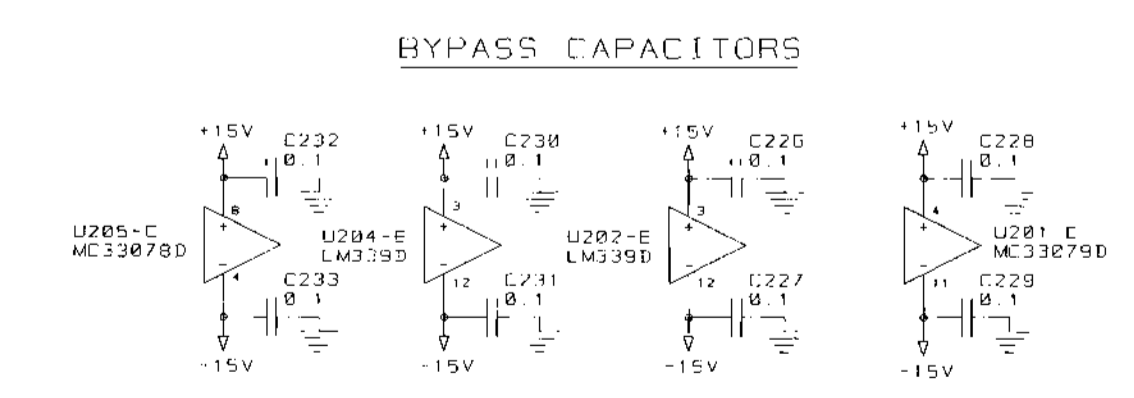 BYPASS CAPACITORS
+15V
C232
0.1
8
U205-C
MC33078D
+
-
4
C233
0.1
-15V
+15V
C230
0.1
3
U204-E
LM339D
+
-
12
C231
0.1
-15V
+15V
C226
0.1
3
U202-E
LM339D
+
-
12
C227
0.1
-15V
+15V
C228
0.1
4
U201 E
MC33079D
+
-
11
C229
0.1
-15V